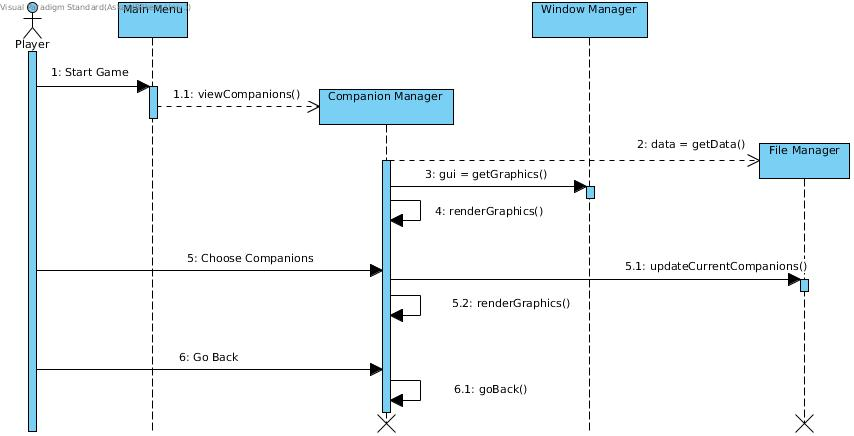 Visual Paradigm Standard(As
Main Menu
Window Manager
Player
1: Start Game
1.1: viewCompanions()
Companion Manager
2: data = getData()
File Manager
3: gui = getGraphics()
4: renderGraphics()
5: Choose Companions
5.1: updateCurrentCompanions()
5.2: renderGraphics()
6: Go Back
6.1: goBack()